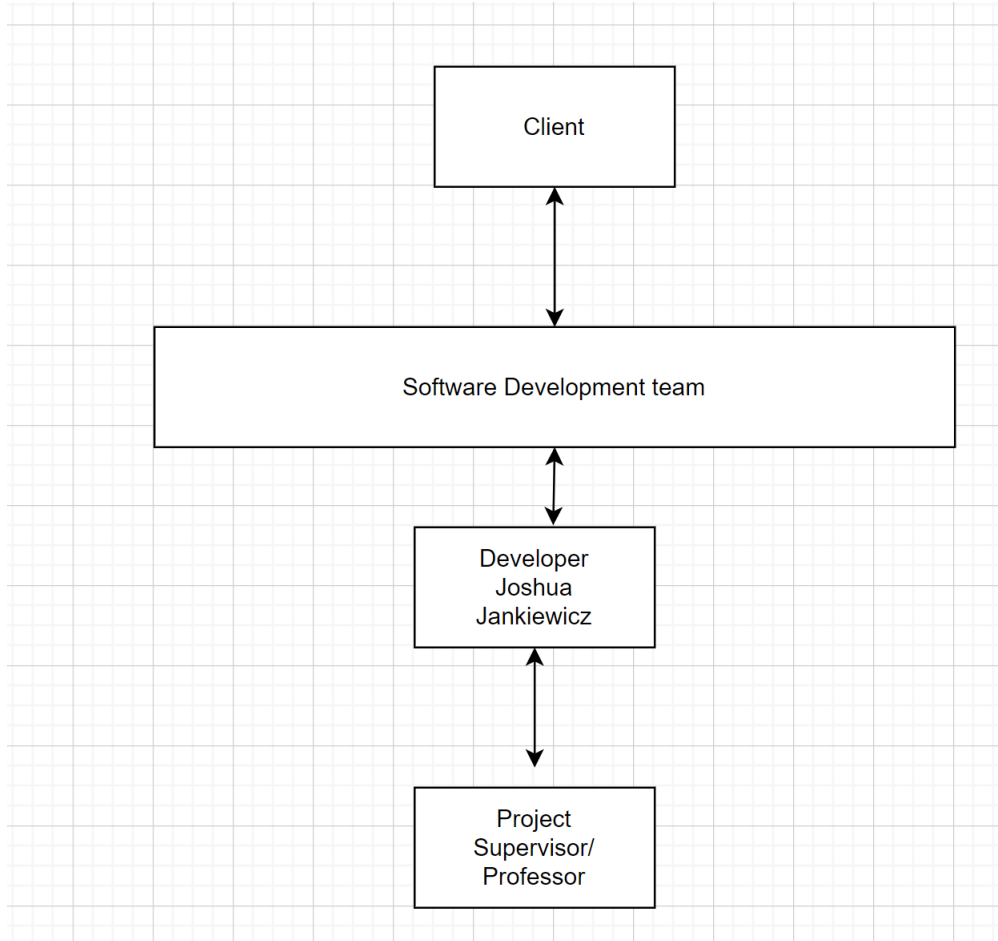 Client
Software Development team
Developer
Joshua
Jankiewicz
Project
Supervisor/
Professor